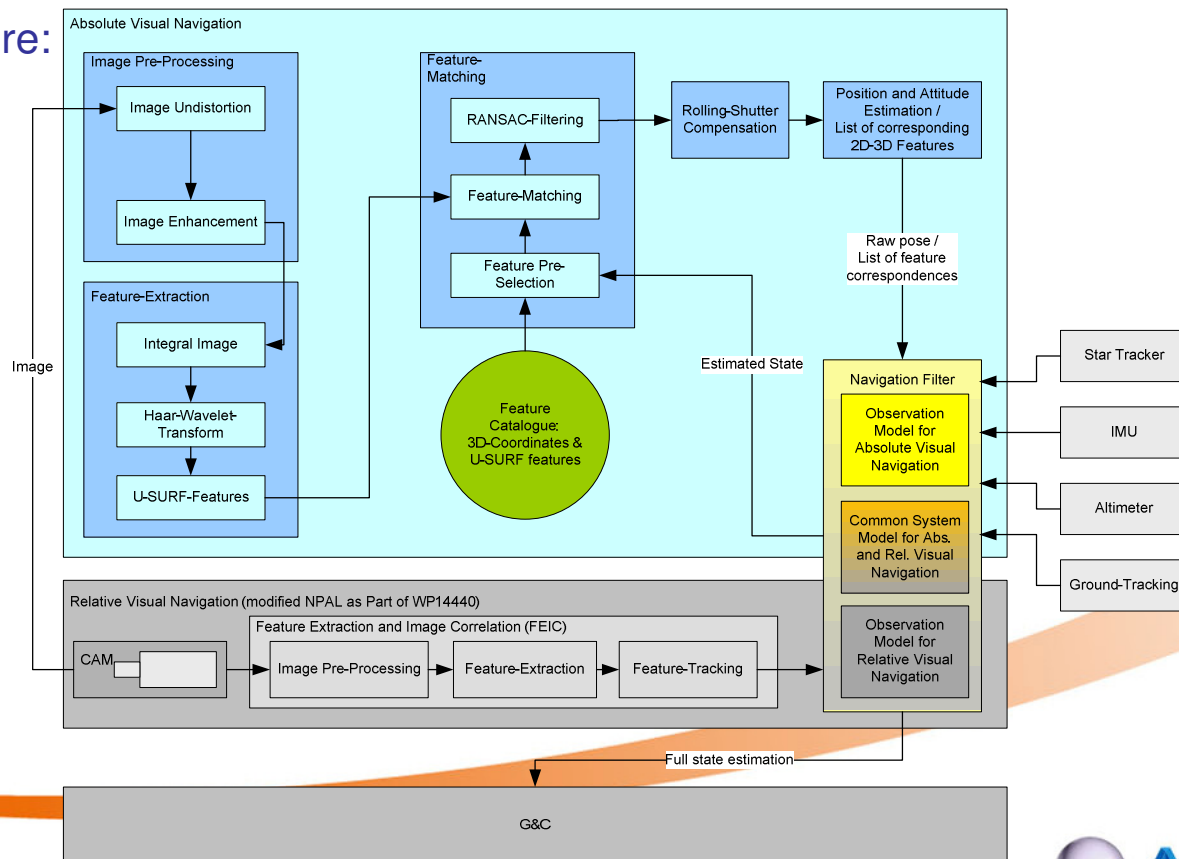 re:
Absolute Visual Navigation
Image Pre-Processing
Image Undistortion
Image Enhancement
Feature-Extraction
Integral Image
Haar-Wavelet-
Transform
U-SURF-Features
Image
Feature-
Matching
RANSAC-Filtering
Feature-Matching
Feature Pre-
Selection
Feature
Catalogue:
3D-Coordinates &
U-SURF features
Rolling-Shutter
Compensation
Position and Attitude
Estimation /
List of corresponding
2D-3D Features
Raw pose /
List of feature
correspondences
Estimated State
Navigation Filter
Observation
Model for
Absolute Visual
Navigation
Common System
Model for Abs.
and Rel. Visual
Navigation
Observation
Model for
Relative Visual
Navigation
Star Tracker
IMU
Altimeter
Ground-Tracking
Relative Visual Navigation (modified NPAL as Part of WP14440)
CAM
Feature Extraction and Image Correlation (FEIC)
Image Pre-Processing
Feature-Extraction
Feature-Tracking
Full state estimation
G&C